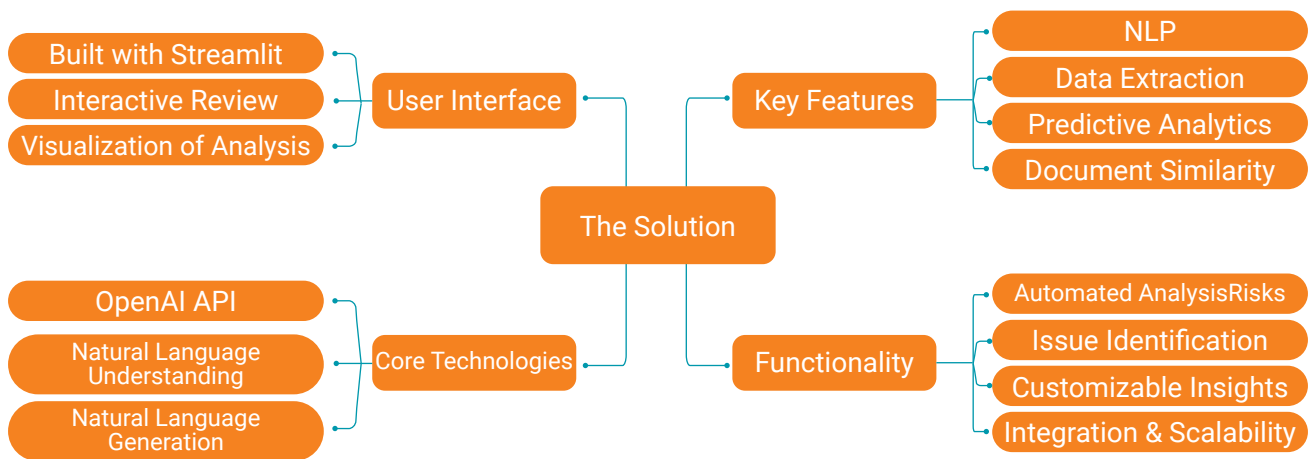 Built with Streamlit
Interactive Review
Visualization of Analysis
User Interface
Key Features
NLP
Data Extraction
Predictive Analytics
Document Similarity
The Solution
OpenAI API
Natural Language
Understanding
Natural Language
Generation
Core Technologies
Functionality
Automated AnalysisRisks
Issue Identification
Customizable Insights
Integration & Scalability